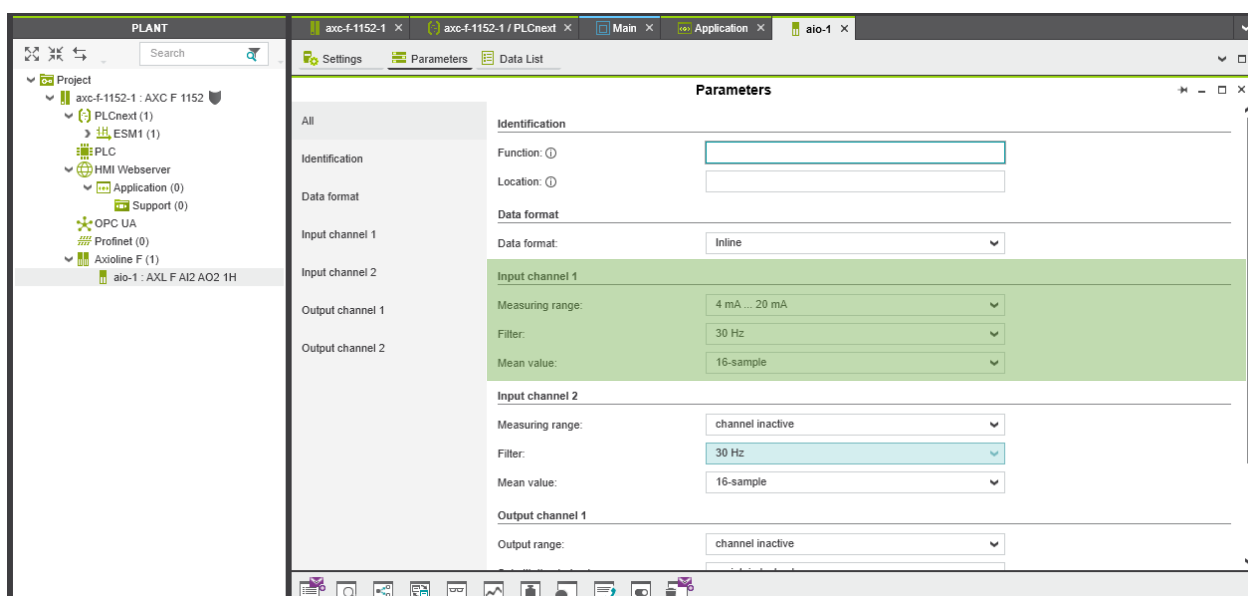 PLANT
axc-f-1152-1 × axc-f-1152-1 / PLCnext × Main × Application × aio-1 ×
Search
Settings Parameters Data List
Project
axc-f-1152-1 : AXC F 1152
PLCnext (1)
ESM1 (1)
PLC
HMI Webserver
Application (0)
Support (0)
OPC UA
Profinet (0)
Axioline F (1)
aio-1 : AXL F AI2 AO2 1H
Parameters
All
Identification
Data format
Input channel 1
Input channel 2
Output channel 1
Output channel 2
Identification
Function:
Location:
Data format
Data format: Inline
Input channel 1
Measuring range: 4 mA ... 20 mA
Filter: 30 Hz
Mean value: 16-sample
Input channel 2
Measuring range: channel inactive
Filter: 30 Hz
Mean value: 16-sample
Output channel 1
Output range: channel inactive